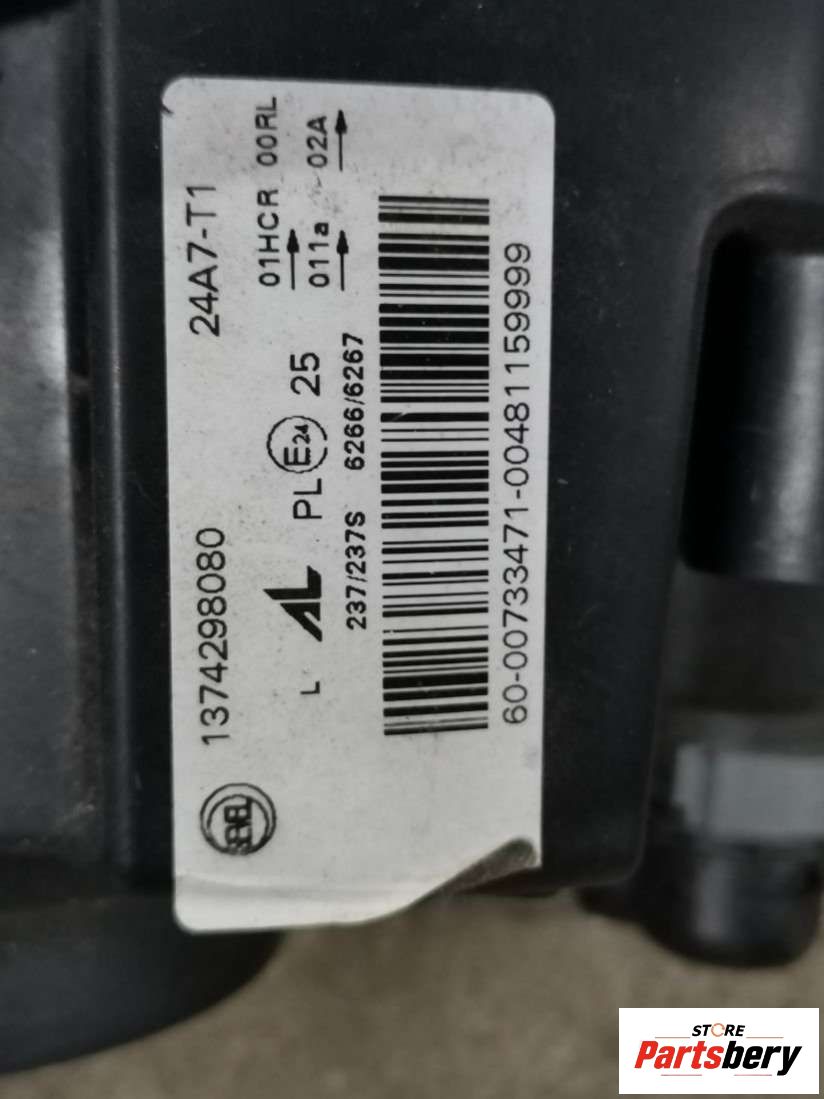 SEVEL 1374298080 24A7-T1
L AL PL E24 25 01HCR 00RL
011a 02A
237/237S 6266/6267
60-00733471-00481159999
STORE
Partsbery